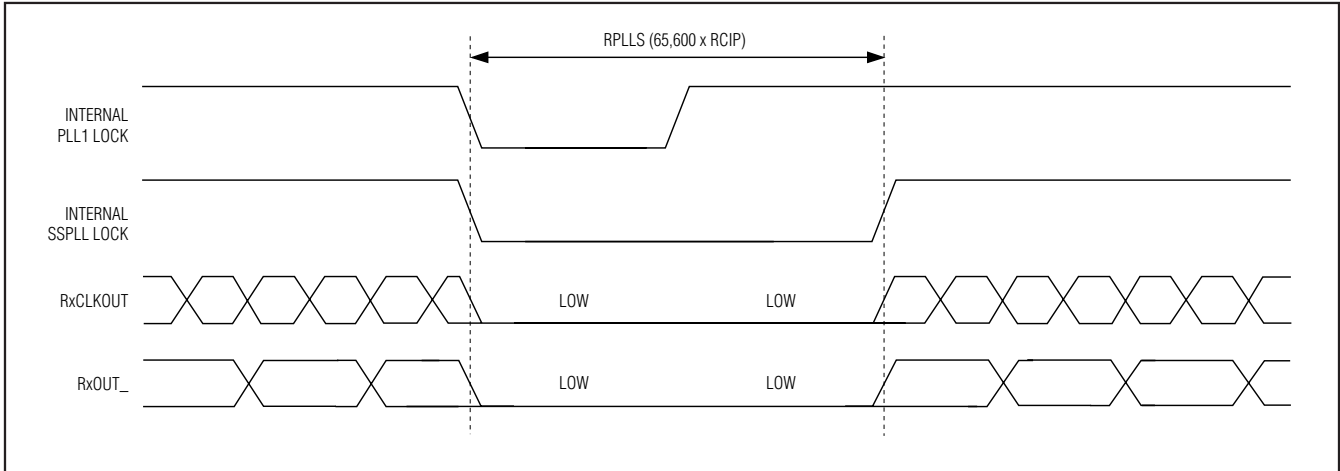 RPLLS (65,600 x RCIP)
INTERNAL
PLL1 LOCK
INTERNAL
SSPLL LOCK
RxCLKOUT
LOW
LOW
RxOUT_
LOW
LOW